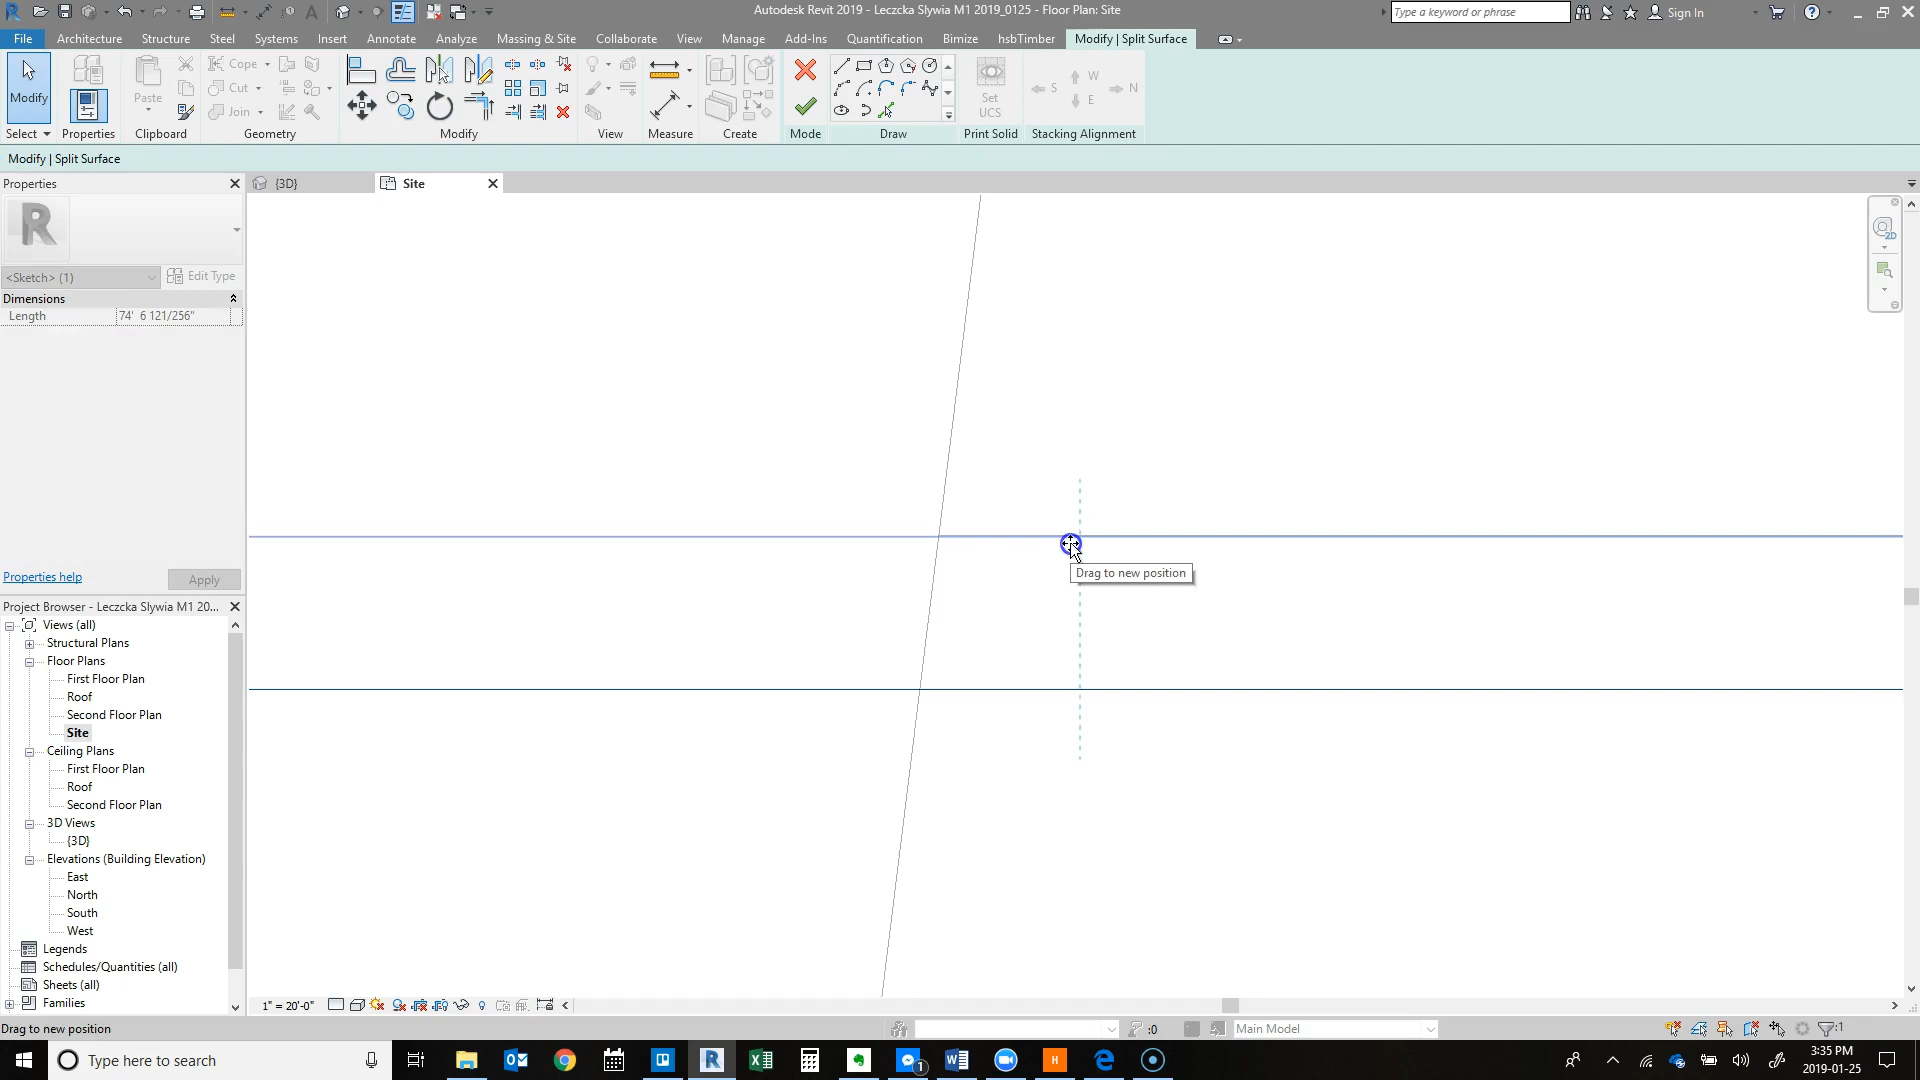 Autodesk Revit 2019 - Leczcka Slywia M1 2019_0125 - Floor Plan: Site
Type a keyword or phrase
Sign In
File Architecture Structure Steel Systems Insert Annotate Analyze Massing & Site Collaborate View Manage Add-Ins Quantification Bimize hsbTimber Modify | Split Surface
Modify
Paste
Cope
Cut
Join
Set
UCS
W
S
N
E
Select Properties Clipboard Geometry Modify View Measure Create Mode Draw Print Solid Stacking Alignment
Modify | Split Surface
Properties
{3D}
Site
<Sketch> (1)
Edit Type
Dimensions
Length 74' 6 121/256"
Drag to new position
Properties help
Apply
Project Browser - Leczcka Slywia M1 20...
Views (all)
Structural Plans
Floor Plans
First Floor Plan
Roof
Second Floor Plan
Site
Ceiling Plans
First Floor Plan
Roof
Second Floor Plan
3D Views
{3D}
Elevations (Building Elevation)
East
North
South
West
Legends
Schedules/Quantities (all)
Sheets (all)
Families
1" = 20'-0"
Drag to new position
:0
Main Model
:1
Type here to search
1
3:35 PM
2019-01-25